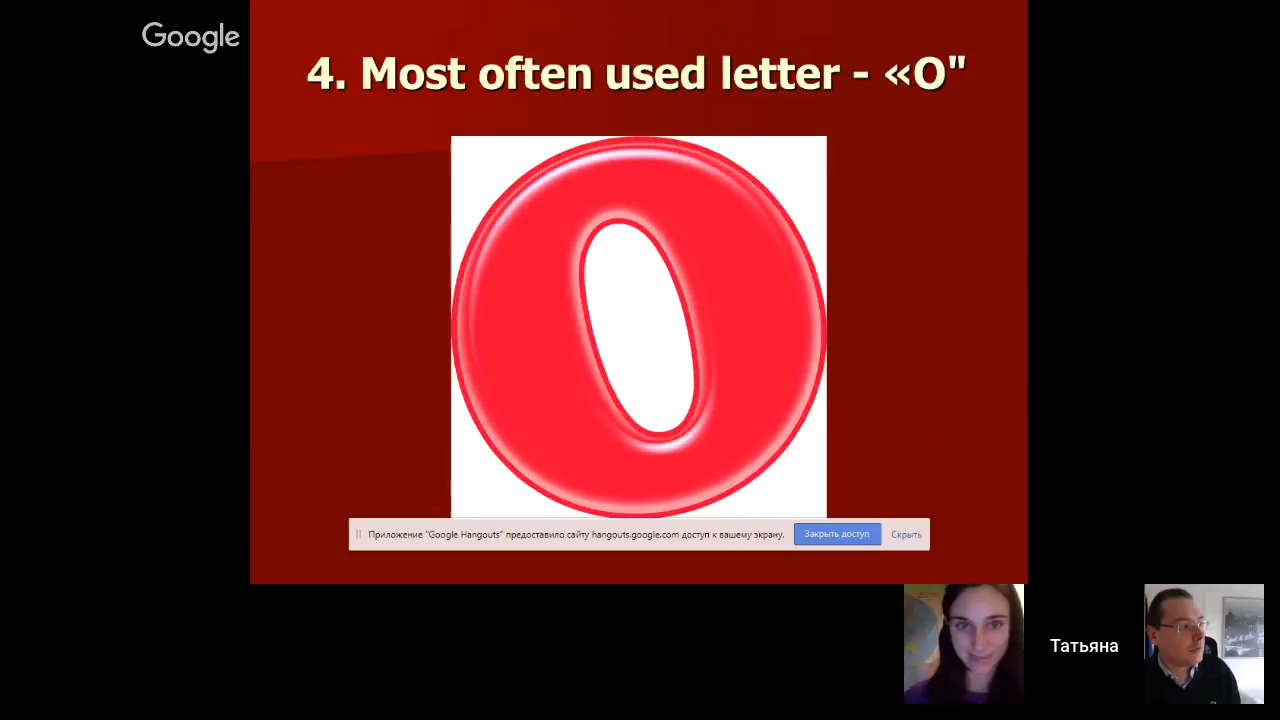 Google
4. Most often used letter - «O"
O
Приложение "Google Hangouts" предоставило сайту hangouts.google.com доступ к вашему экрану.
Закрыть доступ
Скрыть
Татьяна